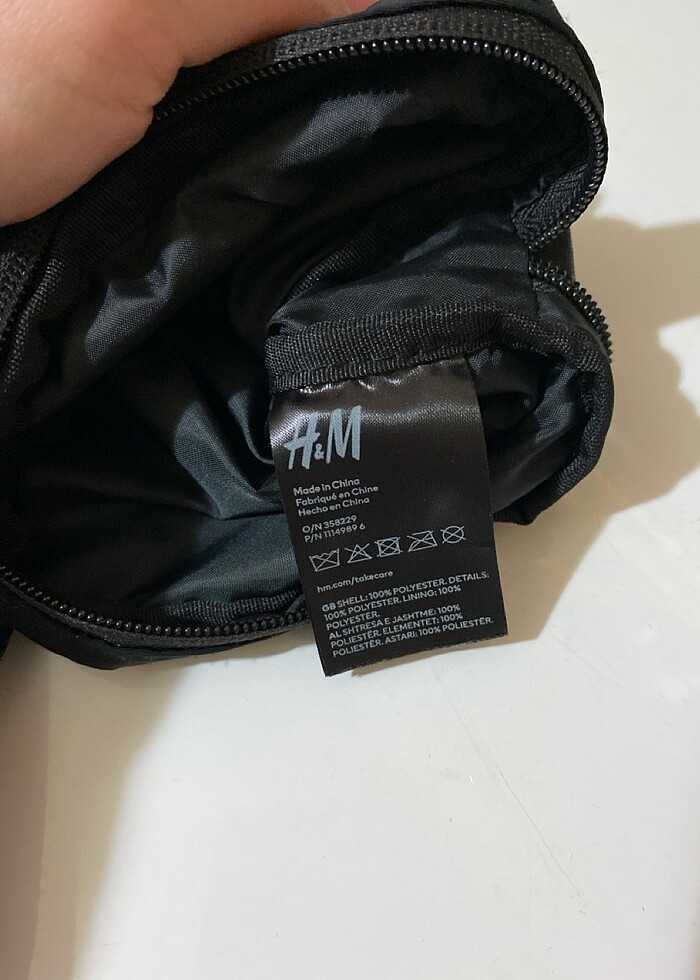 H&M
Made in China
Fabriqué en Chine
Hecho en China
O/N 358229
P/N 1114989 6
hm.com/takecare
GB SHELL: 100% POLYESTER. DETAILS:
100% POLYESTER. LINING: 100%
POLYESTER.
AL SHTRESA E JASHTME: 100%
POLIESTËR. ELEMENTET: 100%
POLIESTËR. ASTARI: 100% POLIESTËR.